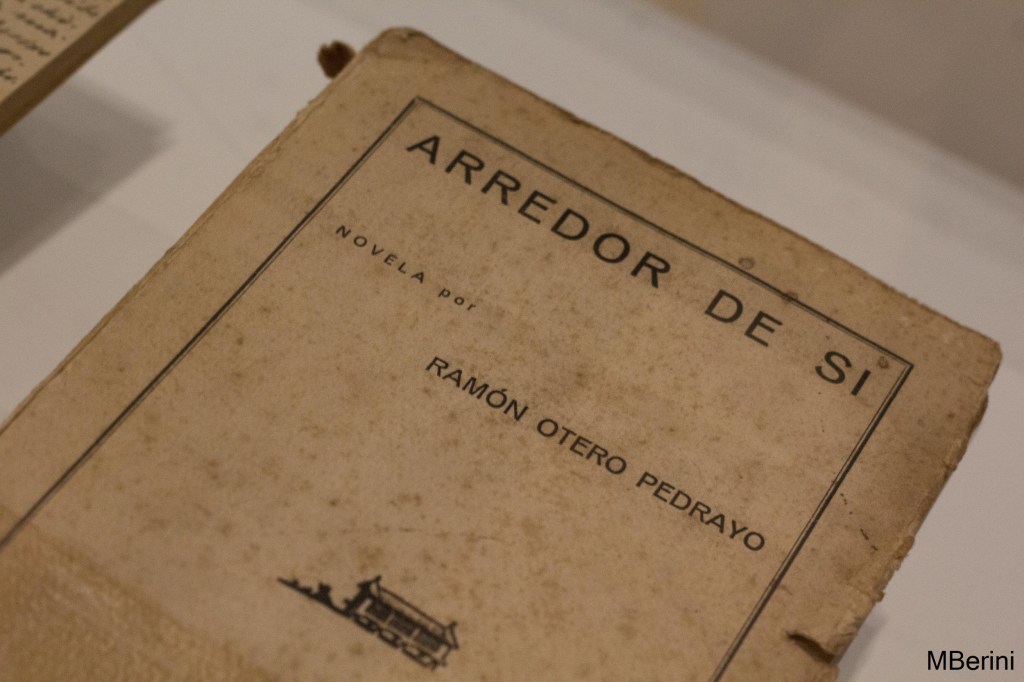 ARREDOR DE SI
NOVELA por
RAMÓN OTERO PEDRAYO
MBerini